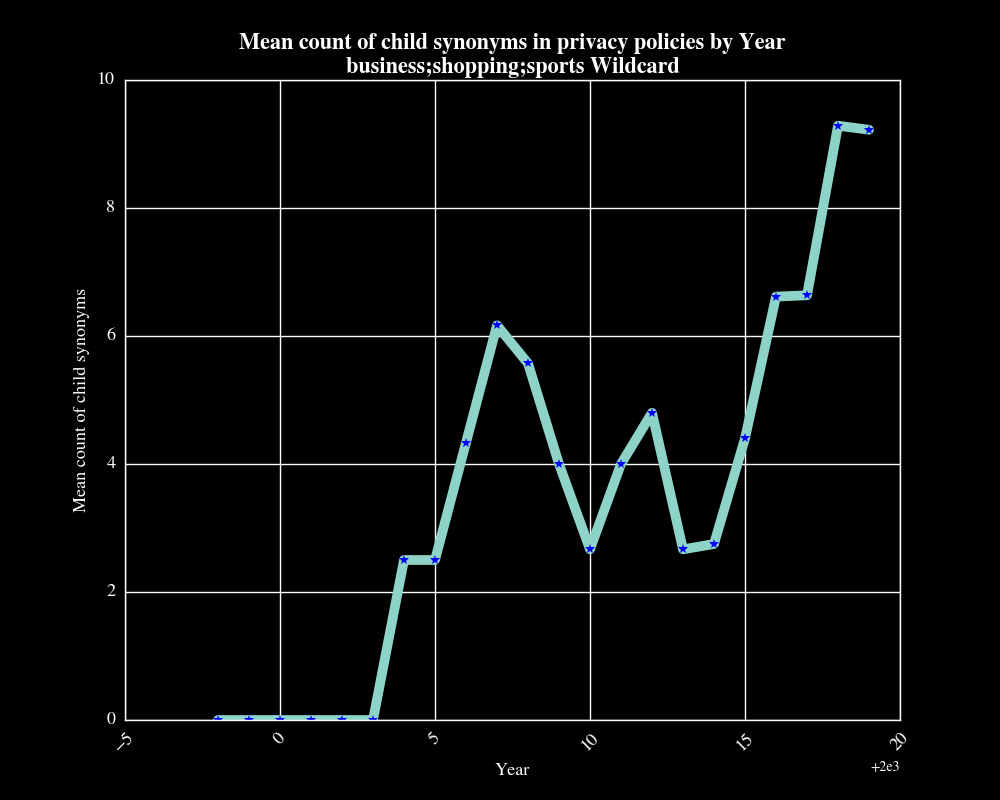 Mean count of child synonyms in privacy policies by Year
business;shopping;sports Wildcard
10
8
6
4
2
0
Mean count of child synonyms
−5
0
5
10
15
20
Year
+2e3